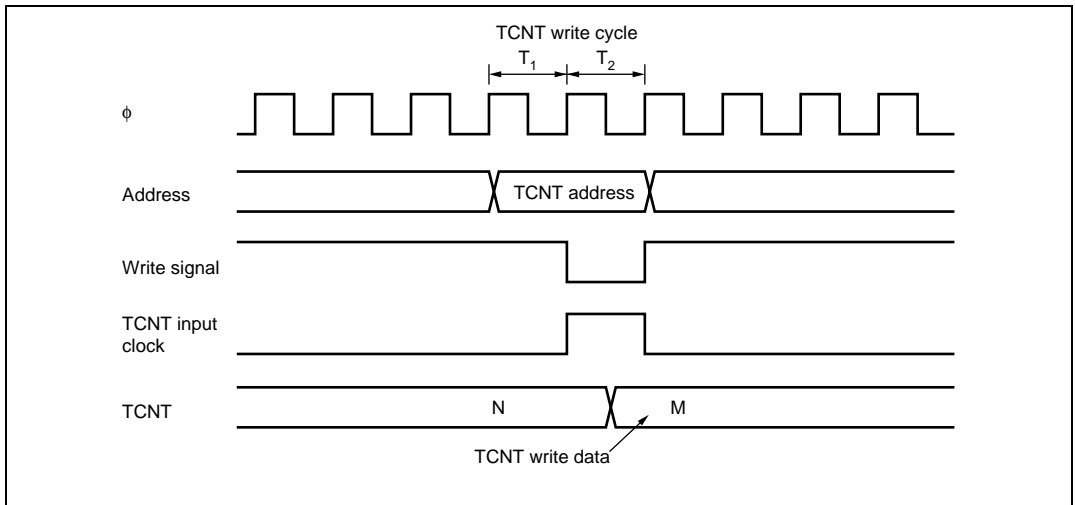 TCNT write cycle
T1 T2
ϕ
Address
TCNT address
Write signal
TCNT input
clock
TCNT
N
M
TCNT write data